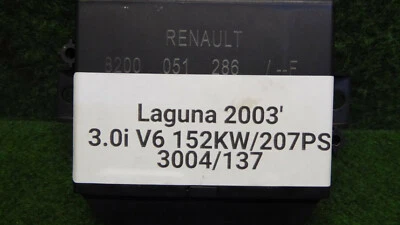 RENAULT
8200 051 286 /--F
Laguna 2003'
3.0i V6 152KW/207PS
3004/137